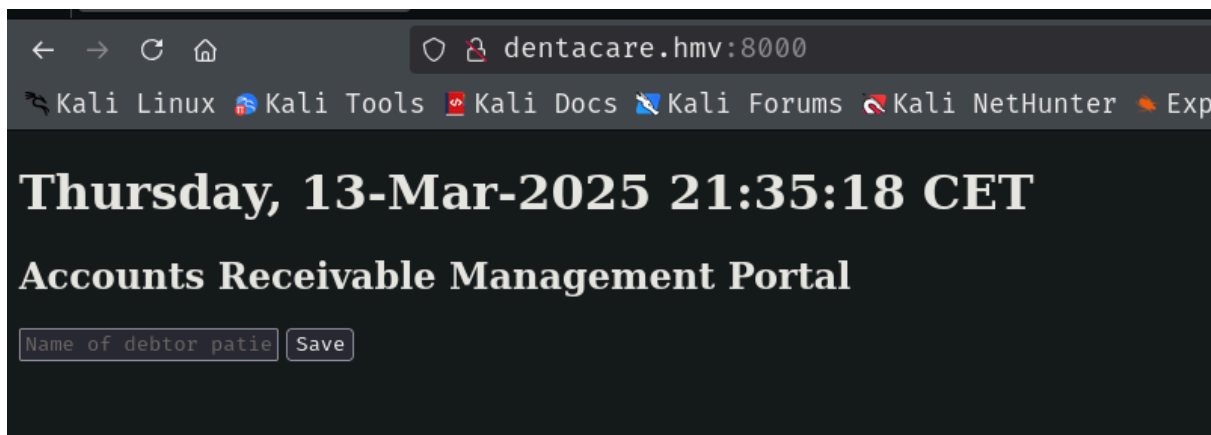 dentacare.hmv:8000
Kali Linux Kali Tools Kali Docs Kali Forums Kali NetHunter Exp
Thursday, 13-Mar-2025 21:35:18 CET
Accounts Receivable Management Portal
Name of debtor patie Save